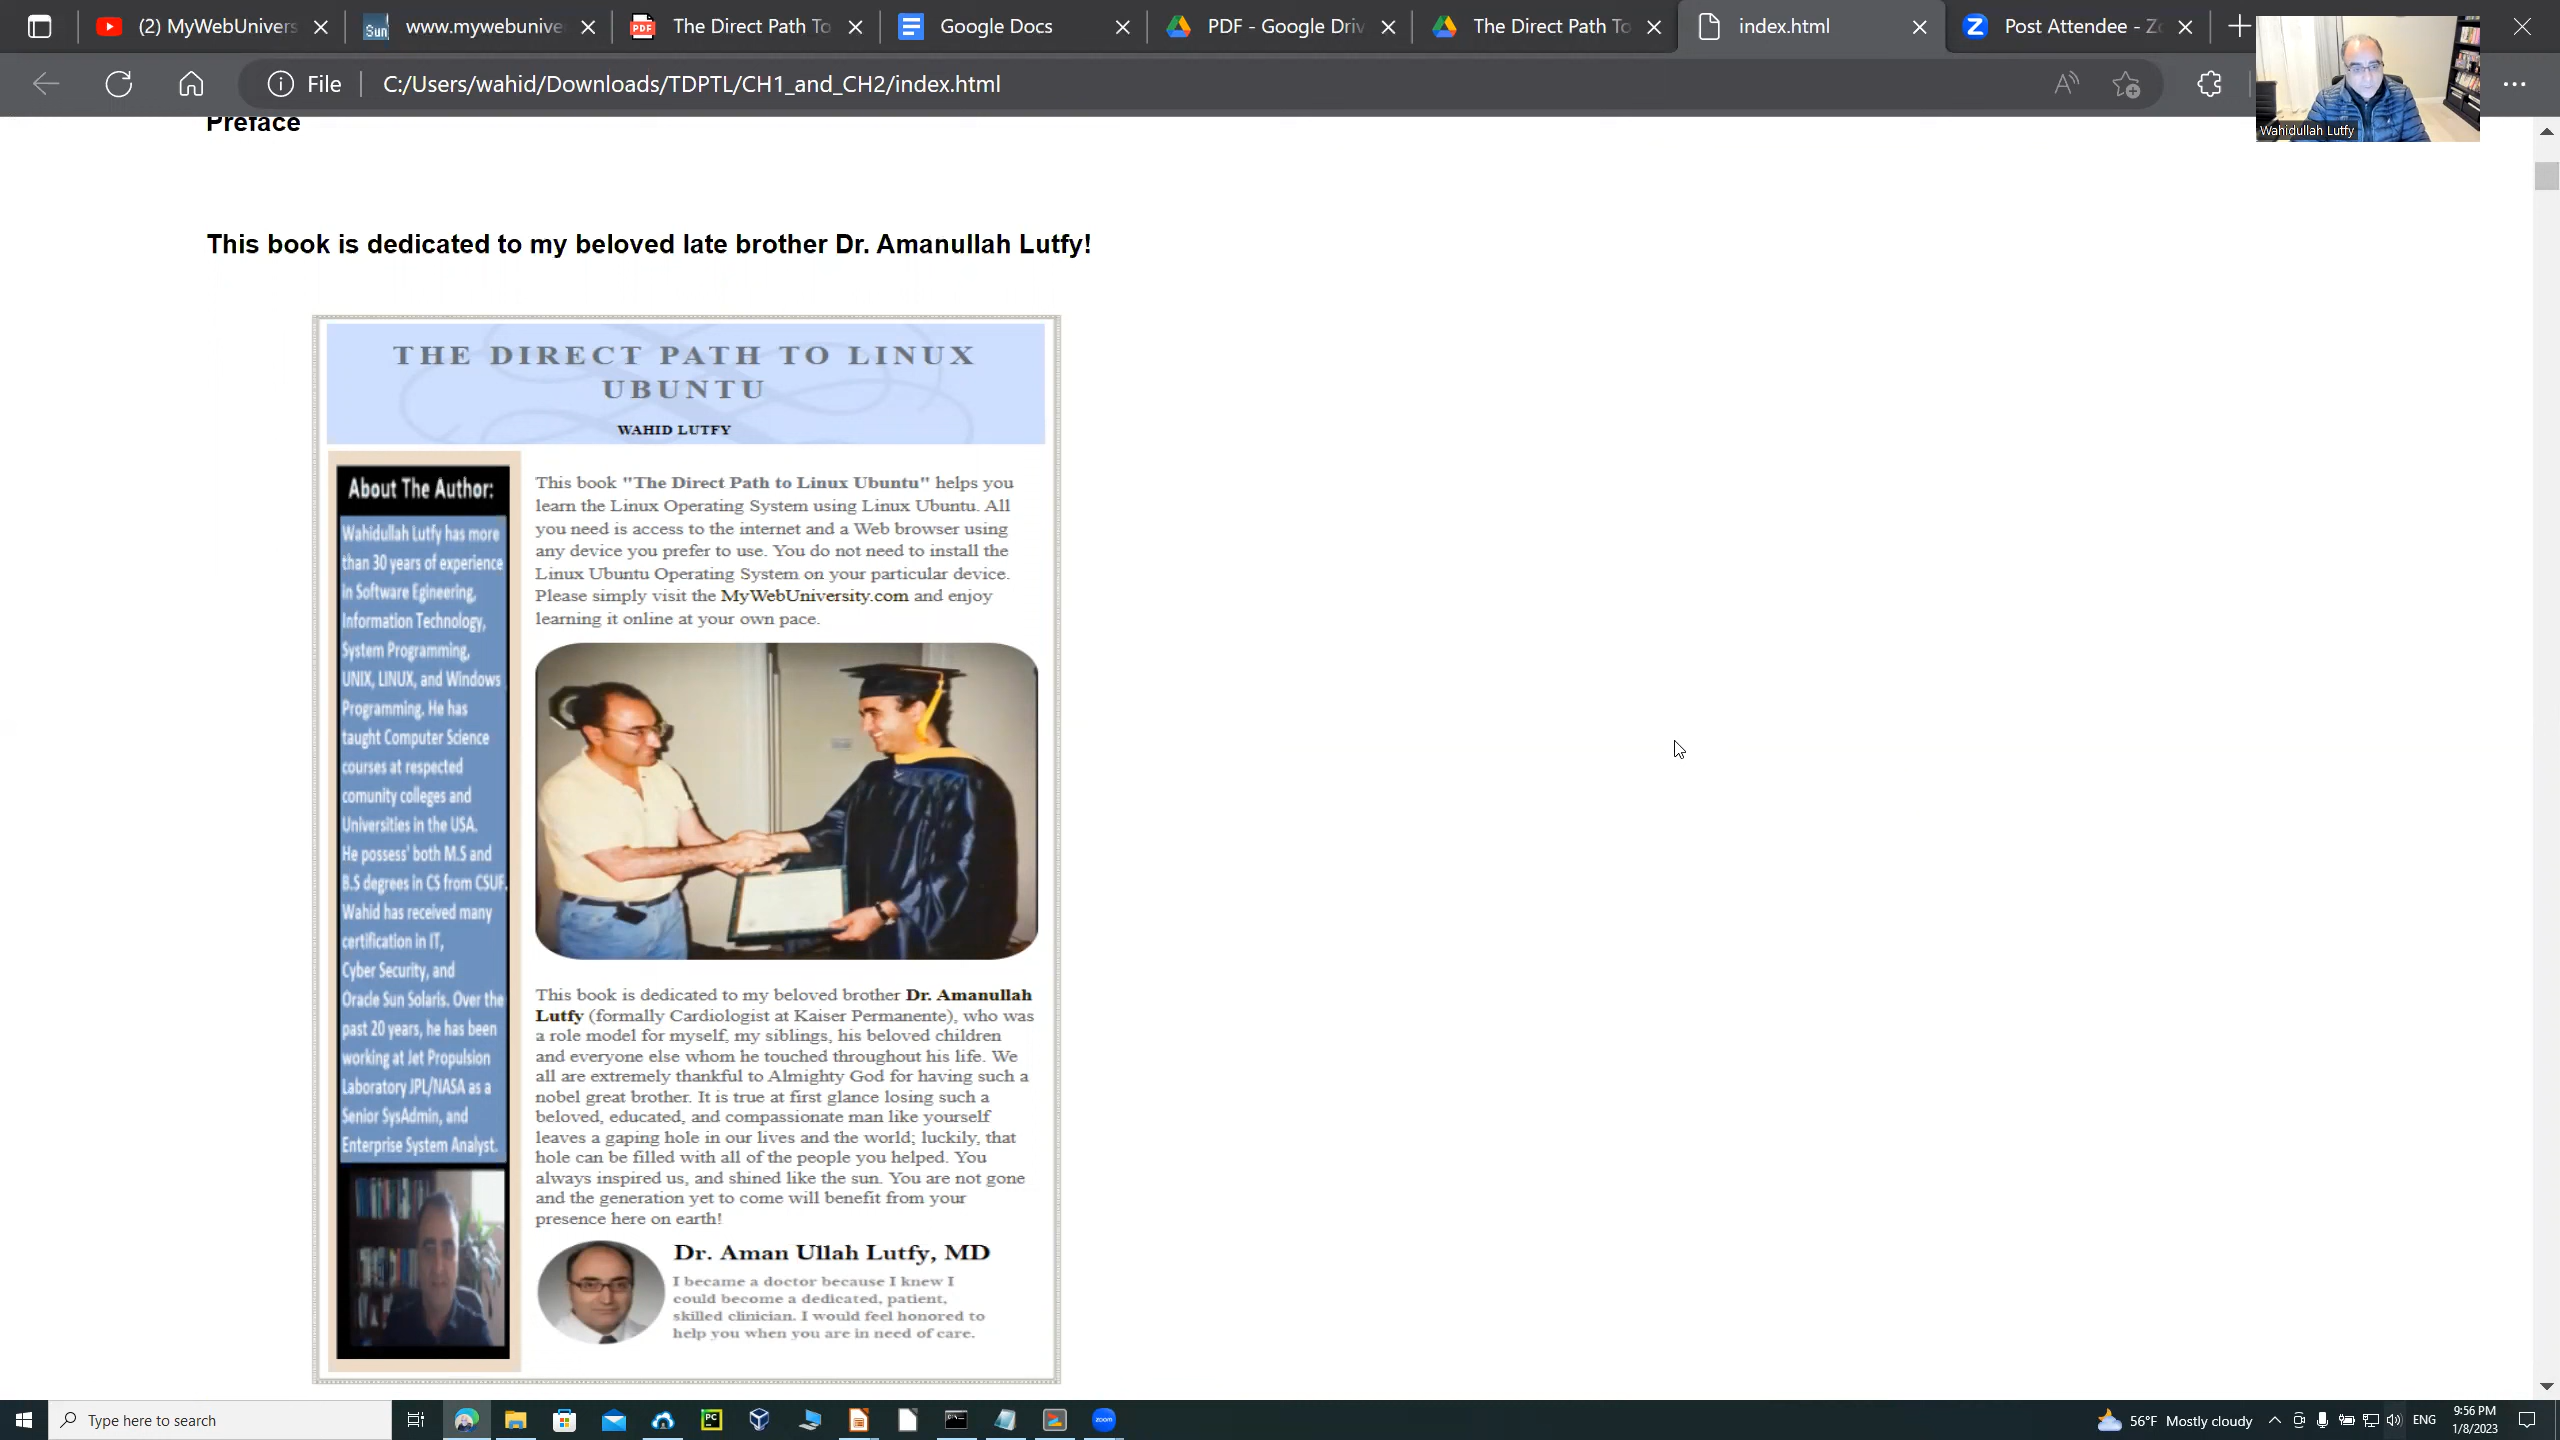 (2) MyWebUnivers
www.mywebunive
The Direct Path To
Google Docs
PDF - Google Driv
The Direct Path To
index.html
Post Attendee - Zo
File
C:/Users/wahid/Downloads/TDPTL/CH1_and_CH2/index.html
Wahidullah Lutfy
Preface
This book is dedicated to my beloved late brother Dr. Amanullah Lutfy!
THE DIRECT PATH TO LINUX
UBUNTU
WAHID LUTFY
About The Author:
Wahidullah Lutfy has more
than 30 years of experience
in Software Egineering,
Information Technology,
System Programming,
UNIX, LINUX, and Windows
Programming. He has
taught Computer Science
courses at respected
comunity colleges and
Universities in the USA.
He possess' both M.S and
B.S degrees in CS from CSUF.
Wahid has received many
certification in IT,
Cyber Security, and
Oracle Sun Solaris. Over the
past 20 years, he has been
working at Jet Propulsion
Laboratory JPL/NASA as a
Senior SysAdmin, and
Enterprise System Analyst.
This book "The Direct Path to Linux Ubuntu" helps you
learn the Linux Operating System using Linux Ubuntu. All
you need is access to the internet and a Web browser using
any device you prefer to use. You do not need to install the
Linux Ubuntu Operating System on your particular device.
Please simply visit the MyWebUniversity.com and enjoy
learning it online at your own pace.
This book is dedicated to my beloved brother Dr. Amanullah
Lutfy (formally Cardiologist at Kaiser Permanente), who was
a role model for myself, my siblings, his beloved children
and everyone else whom he touched throughout his life. We
all are extremely thankful to Almighty God for having such a
nobel great brother. It is true at first glance losing such a
beloved, educated, and compassionate man like yourself
leaves a gaping hole in our lives and the world; luckily, that
hole can be filled with all of the people you helped. You
always inspired us, and shined like the sun. You are not gone
and the generation yet to come will benefit from your
presence here on earth!
Dr. Aman Ullah Lutfy, MD
I became a doctor because I knew I
could become a dedicated, patient,
skilled clinician. I would feel honored to
help you when you are in need of care.
Type here to search
56°F Mostly cloudy
ENG
9:56 PM
1/8/2023